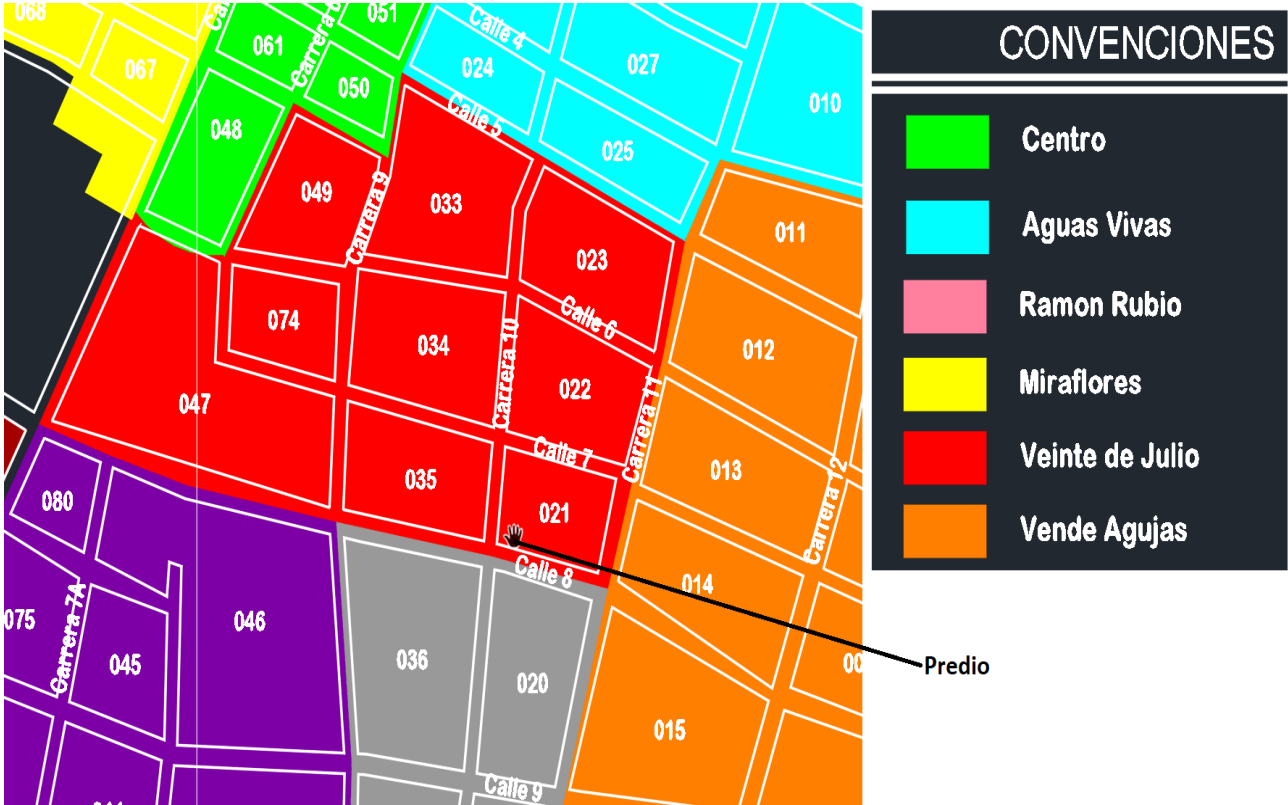 068
067
061
051
Carrera
050
048
Calle 4
024
027
010
Calle 5
025
049
Carrera 9
033
023
011
074
034
Carrera 10
Calle 6
022
012
047
Carrera 11
035
Calle 7
021
013
Carrera 12
080
Calle 8
014
075
Carrera 7A
045
046
036
020
015
Calle 9
Predio
CONVENCIONES
Centro
Aguas Vivas
Ramon Rubio
Miraflores
Veinte de Julio
Vende Agujas